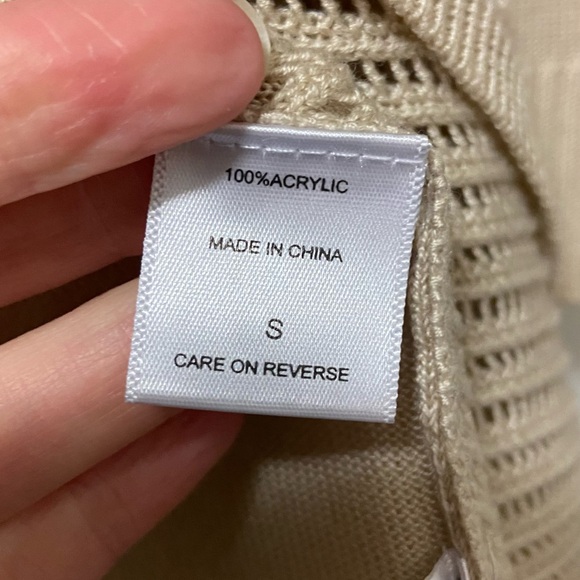 100%ACRYLIC
MADE IN CHINA
S
CARE ON REVERSE